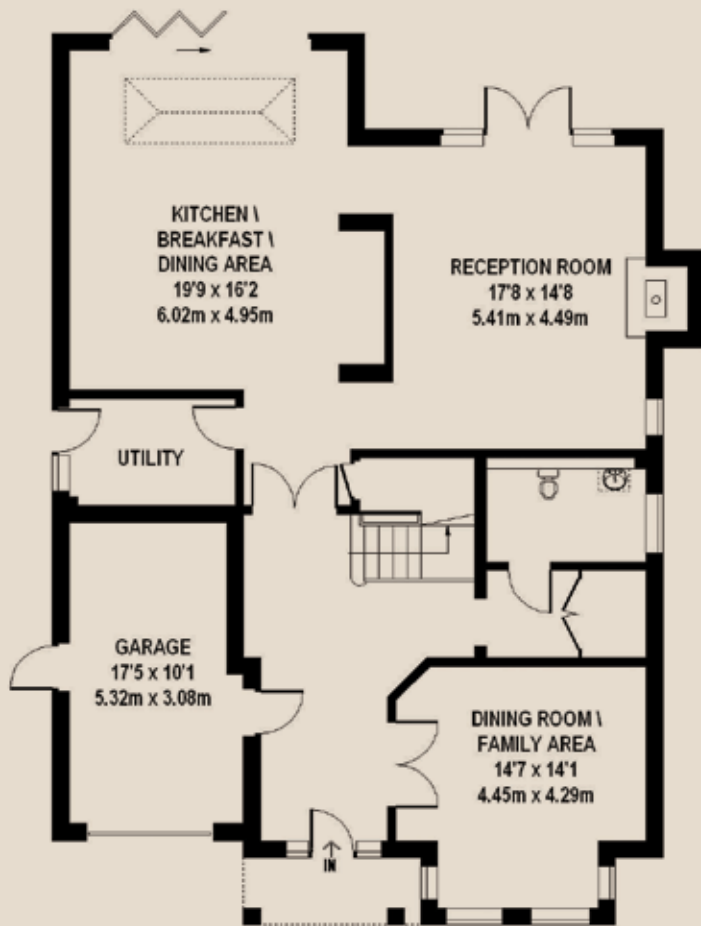 KITCHEN \
BREAKFAST \
DINING AREA
19'9 x 16'2
6.02m x 4.95m
RECEPTION ROOM
17'8 x 14'8
5.41m x 4.49m
UTILITY
GARAGE
17'5 x 10'1
5.32m x 3.08m
DINING ROOM \
FAMILY AREA
14'7 x 14'1
4.45m x 4.29m
IN